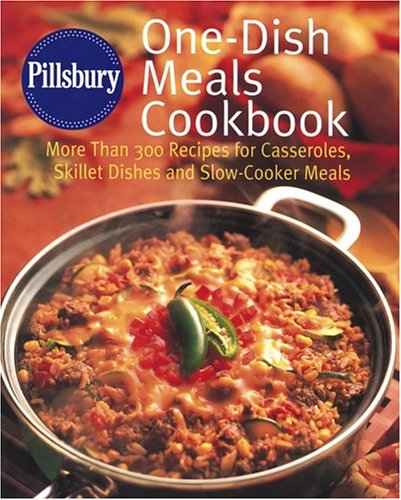 One-Dish
Meals
Cookbook
Pillsbury
More Than 300 Recipes for Casseroles,
Skillet Dishes and Slow-Cooker Meals